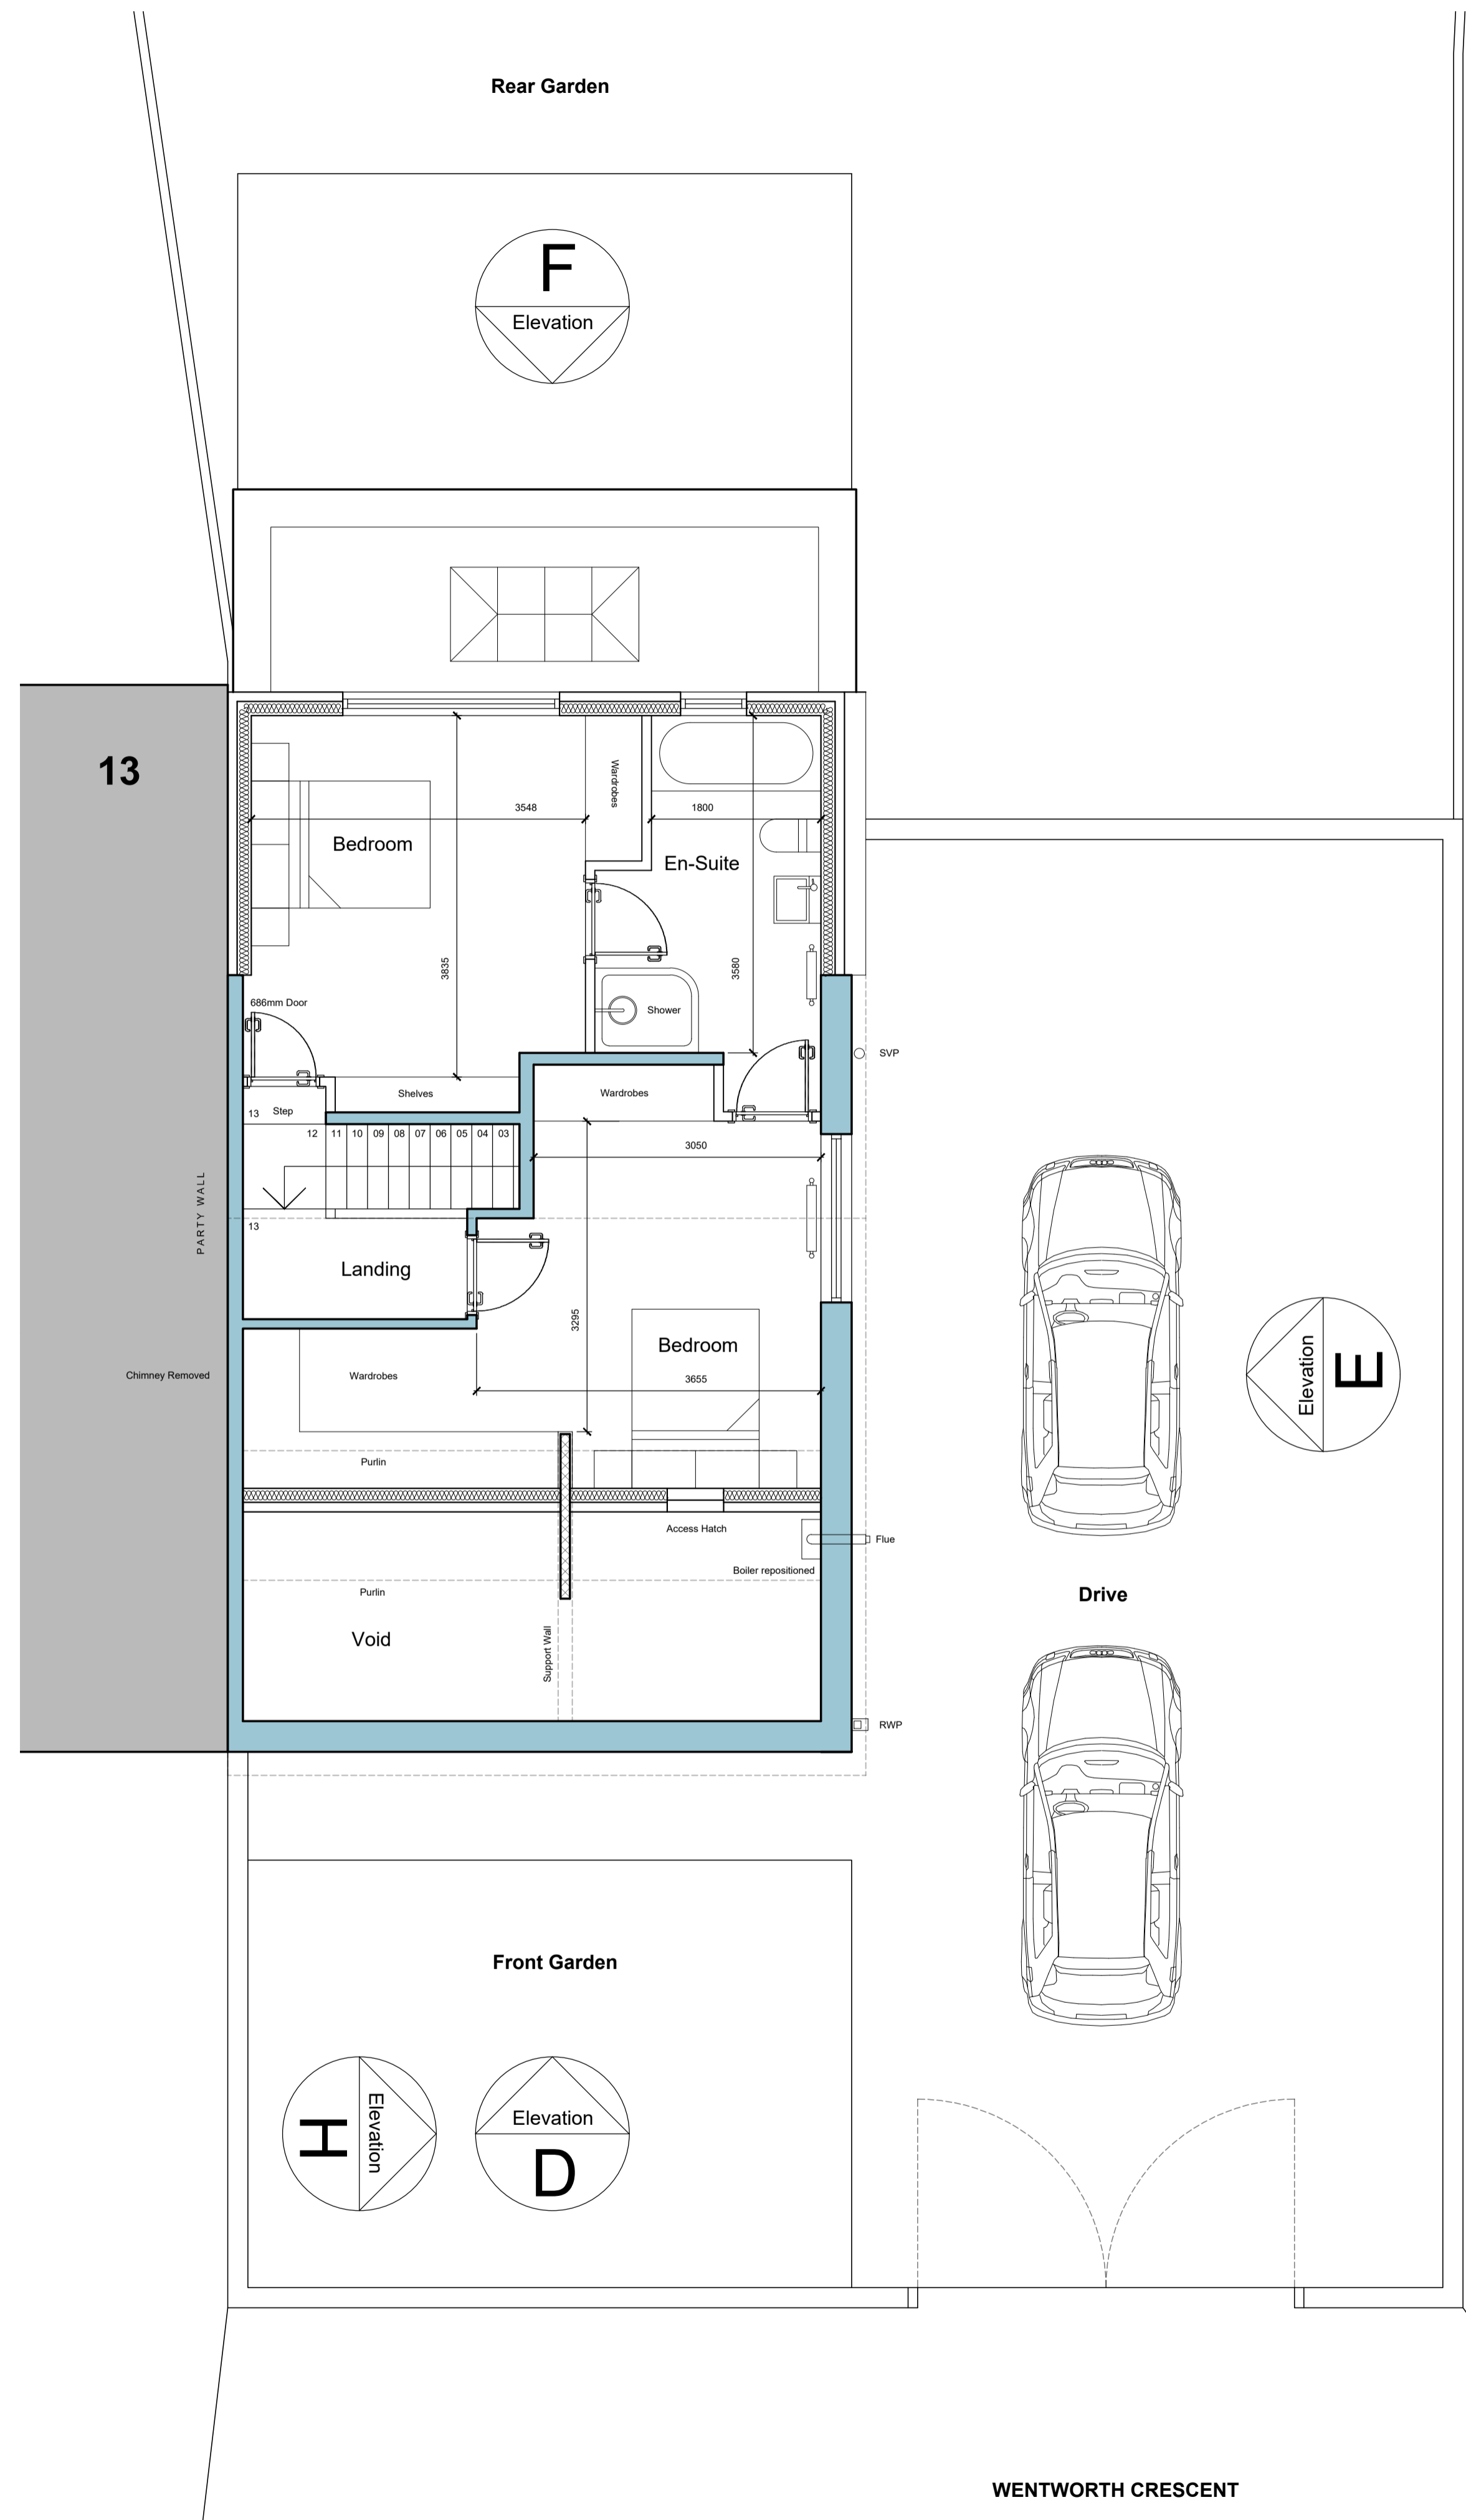 Rear Garden
F
Elevation
13
Wardrobes
3548
1800
Bedroom
En-Suite
3835
3580
686mm Door
Shower
SVP
Shelves
Wardrobes
13
Step
12
11
10
09
08
07
06
05
04
03
3050
PARTY WALL
13
Landing
3295
Bedroom
Elevation
E
Chimney Removed
Wardrobes
3655
Purlin
Access Hatch
Flue
Boiler repositioned
Purlin
Drive
Void
Support Wall
RWP
Front Garden
H
Elevation
Elevation
D
WENTWORTH CRESCENT